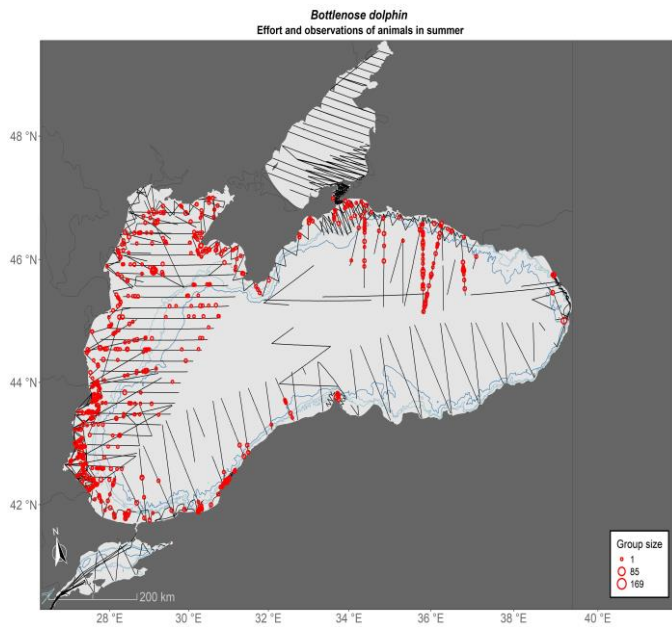 Bottlenose dolphin
Effort and observations of animals in summer
48 °N
46 °N
44 °N
42 °N
N
200 km
28 °E 30 °E 32 °E 34 °E 36 °E 38 °E 40 °E
Group size
1
85
169